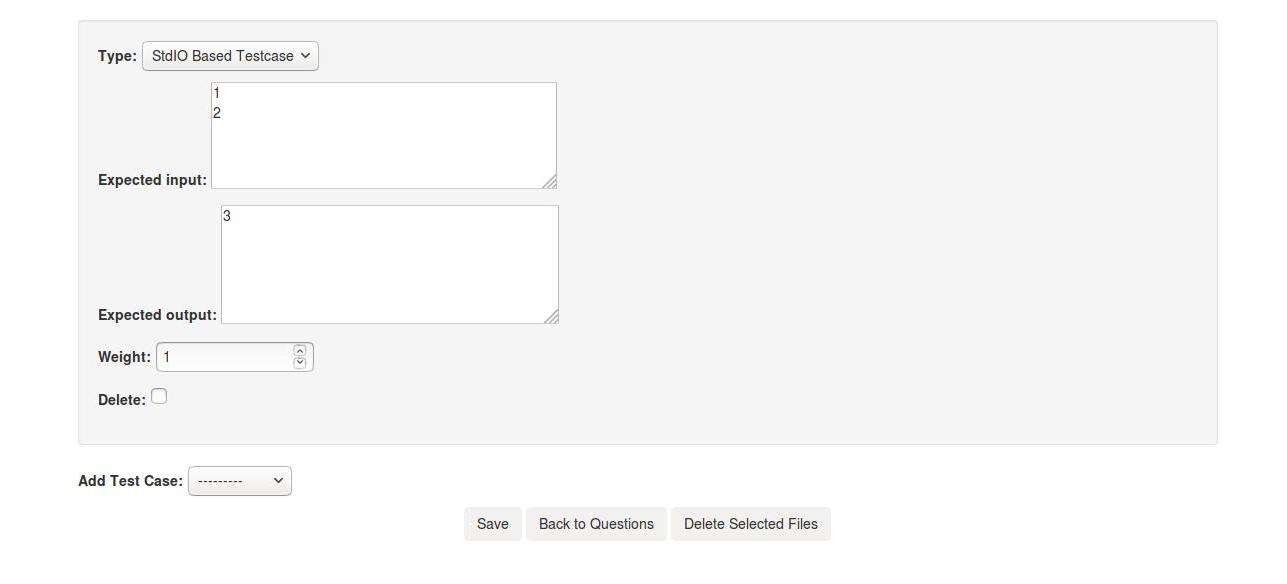 Type: StdIO Based Testcase
1
2
Expected input:
3
Expected output:
Weight: 1
Delete:
Add Test Case: ---------
Save Back to Questions Delete Selected Files